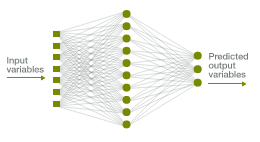 Input
variables
Predicted
output
variables